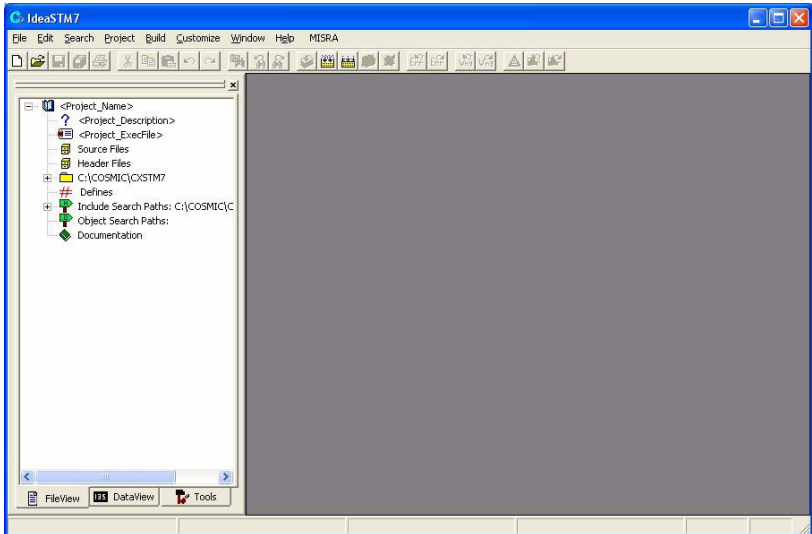 IdeaSTM7
File Edit Search Project Build Customize Window Help MISRA
<Project_Name>
<Project_Description>
<Project_ExecFile>
Source Files
Header Files
C:\COSMIC\CXSTM7
Defines
Include Search Paths: C:\COSMIC\C
Object Search Paths:
Documentation
FileView DataView Tools